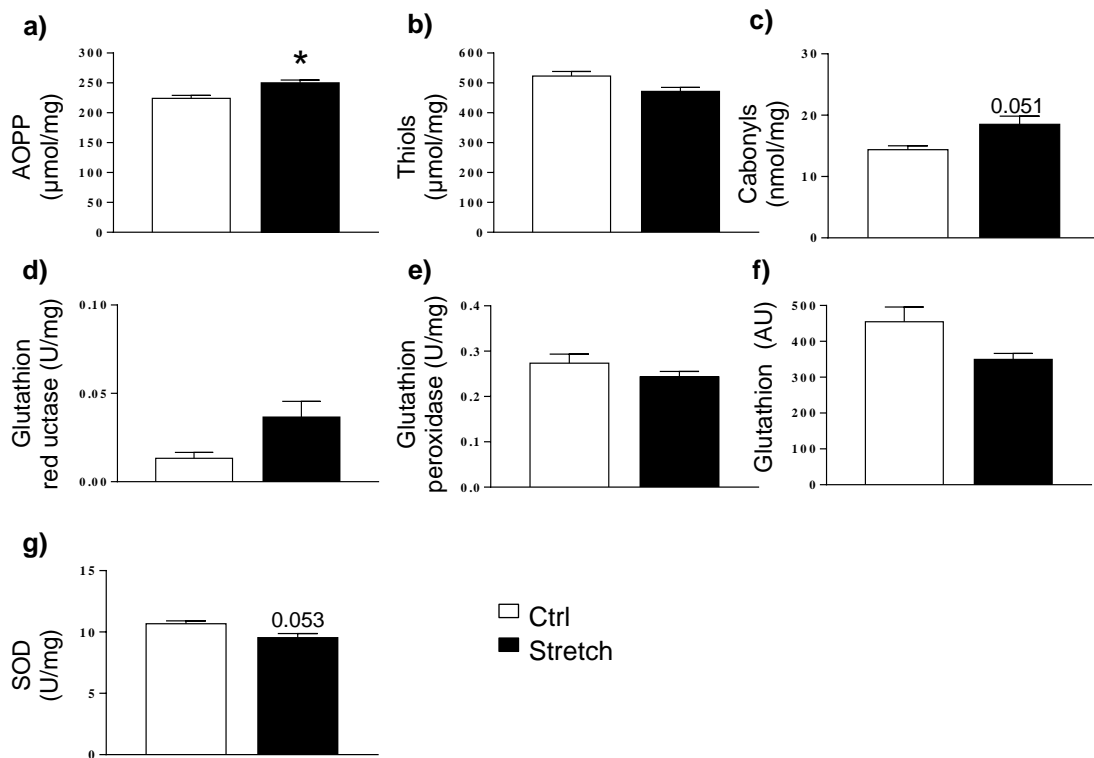 a)
300
250
200
150
100
50
0
AOPP
(µmol/mg)
*
b)
600
500
400
300
200
100
0
Thiols
(µmol/mg)
c)
30
20
10
0
Cabonyls
(nmol/mg)
0.051
d)
0.10
0.05
0.00
Glutathion
red uctase (U/mg)
e)
0.4
0.3
0.2
0.1
0.0
Glutathion
peroxidase (U/mg)
f)
500
400
300
200
100
0
Glutathion (AU)
g)
15
10
5
0
SOD
(U/mg)
0.053
Ctrl
Stretch